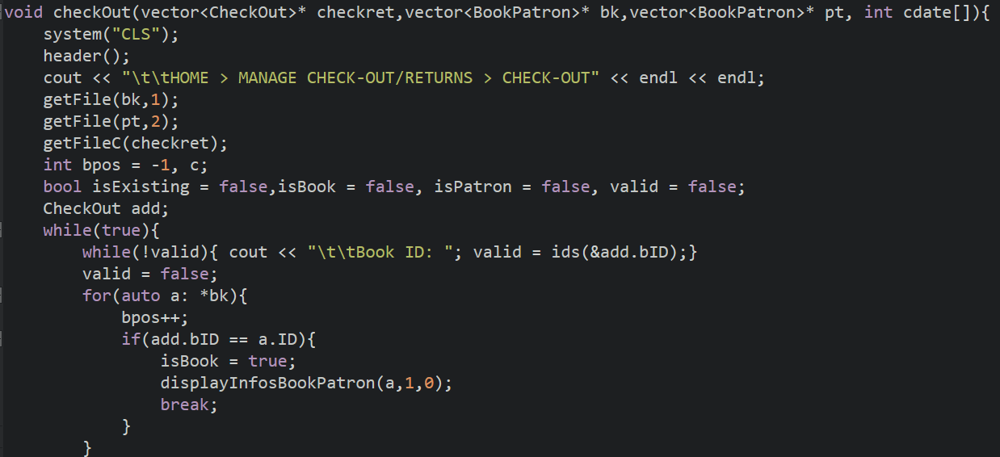 void checkOut(vector<CheckOut>* checkret,vector<BookPatron>* bk,vector<BookPatron>* pt, int cdate[]){
    system("CLS");
    header();
    cout << "\t\tHOME > MANAGE CHECK-OUT/RETURNS > CHECK-OUT" << endl << endl;
    getFile(bk,1);
    getFile(pt,2);
    getFileC(checkret);
    int bpos = -1, c;
    bool isExisting = false,isBook = false, isPatron = false, valid = false;
    CheckOut add;
    while(true){
        while(!valid){ cout << "\t\tBook ID: "; valid = ids(&add.bID);}
        valid = false;
        for(auto a: *bk){
            bpos++;
            if(add.bID == a.ID){
                isBook = true;
                displayInfosBookPatron(a,1,0);
                break;
            }
        }